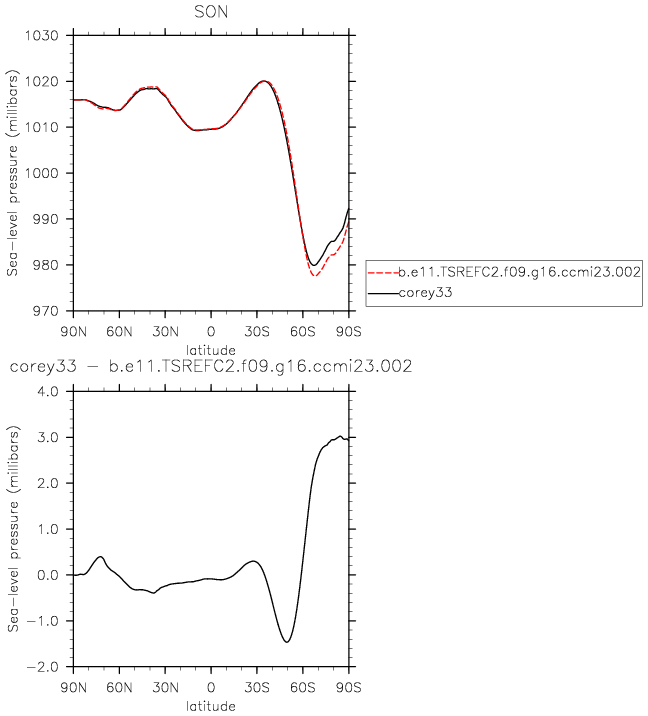 SON
1030
1020
1010
1000
990
980
970
Sea-level pressure (millibars)
90N 60N 30N 0 30S 60S 90S
latitude
b.e11.TSREFC2.f09.g16.ccmi23.002
corey33
corey33 − b.e11.TSREFC2.f09.g16.ccmi23.002
4.0
3.0
2.0
1.0
0.0
−1.0
−2.0
Sea-level pressure (millibars)
90N 60N 30N 0 30S 60S 90S
latitude